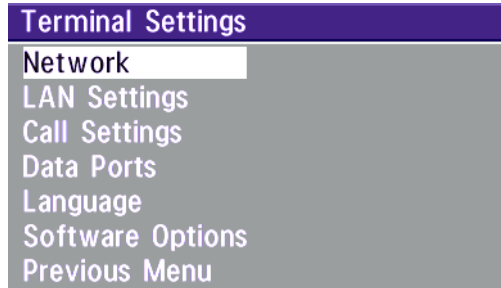 Terminal Settings
Network
LAN Settings
Call Settings
Data Ports
Language
Software Options
Previous Menu